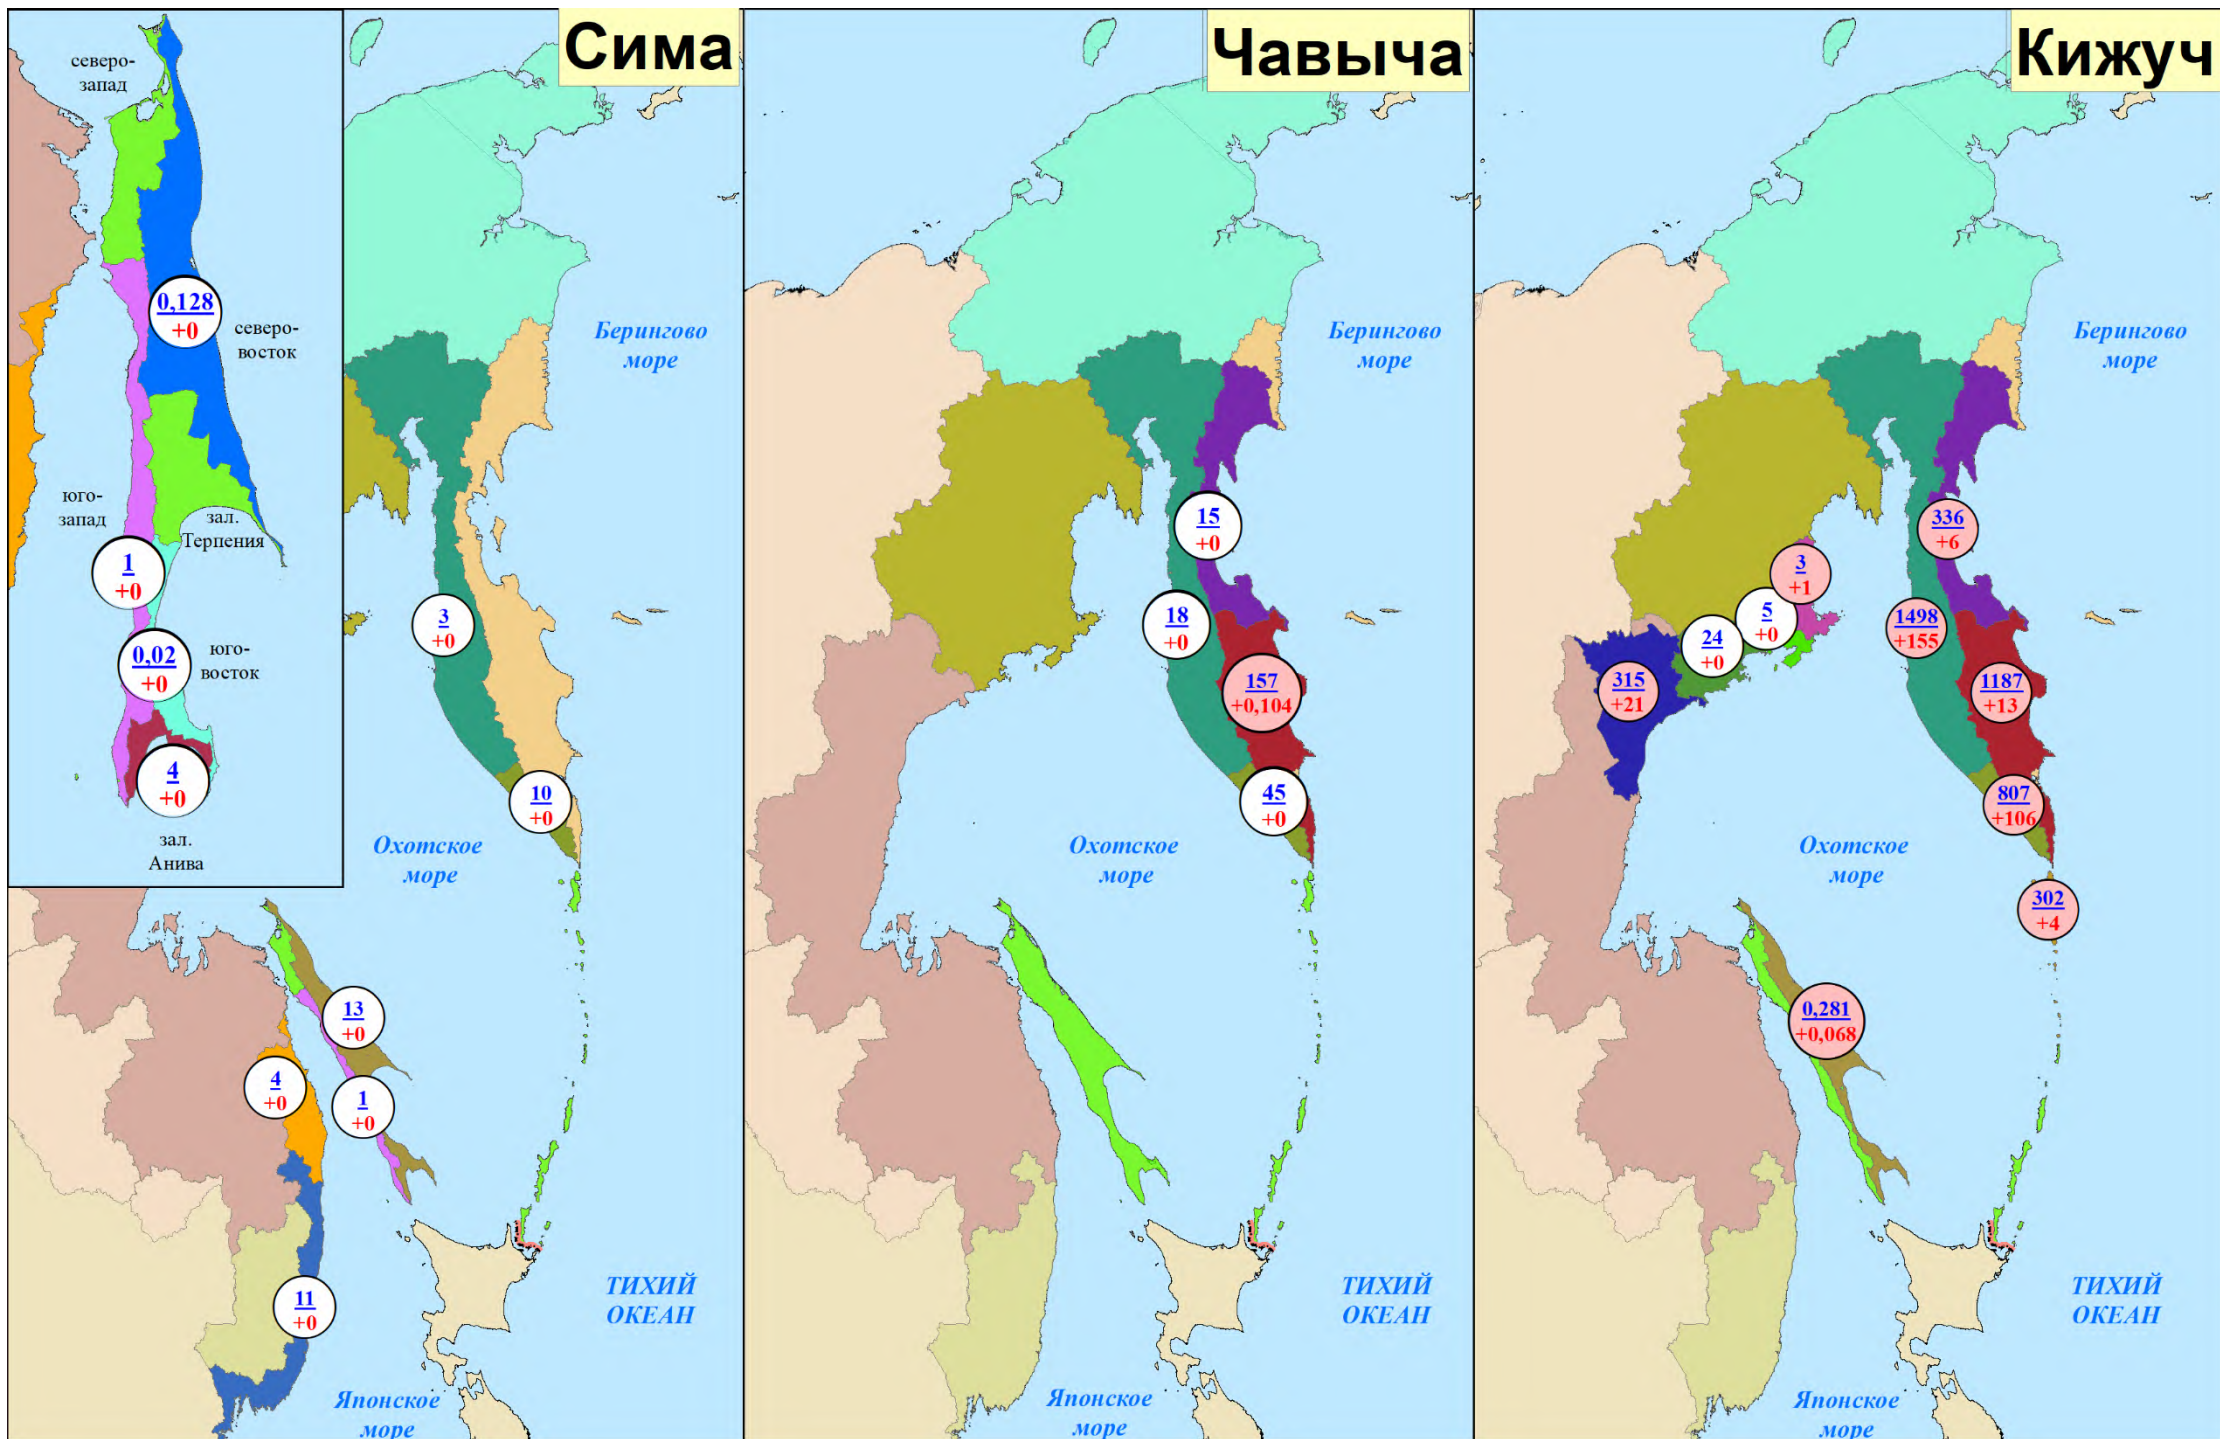 Сима
северо-
запад
0,128
+0
северо-
восток
юго-
запад
зал.
Терпения
1
+0
0,02
+0
юго-
восток
4
+0
зал.
Анива
Берингово
море
3
+0
10
+0
Охотское
море
13
+0
4
+0
1
+0
11
+0
ТИХИЙ
ОКЕАН
Японское
море
Чавыча
Берингово
море
15
+0
18
+0
157
+0,104
45
+0
Охотское
море
ТИХИЙ
ОКЕАН
Японское
море
Кижуч
Берингово
море
336
+6
3
+1
5
+0
24
+0
1498
+155
315
+21
1187
+13
807
+106
Охотское
море
302
+4
0,281
+0,068
ТИХИЙ
ОКЕАН
Японское
море